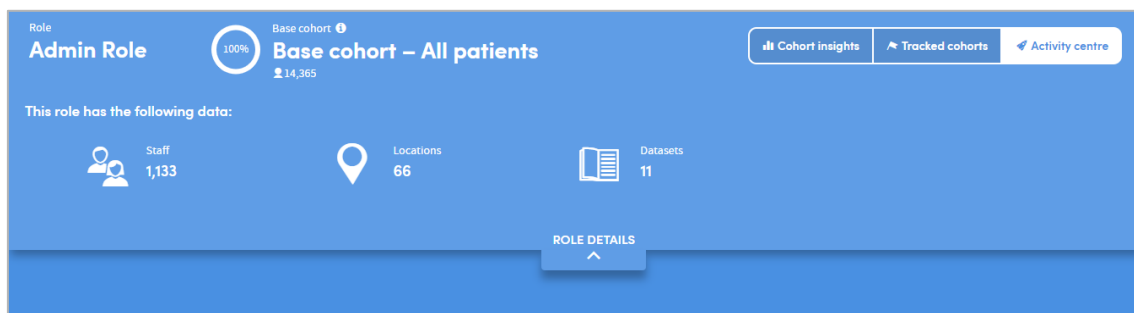 Role
Admin Role
100%
Base cohort
Base cohort – All patients
14,365
Cohort insights
Tracked cohorts
Activity centre
This role has the following data:
Staff
1,133
Locations
66
Datasets
11
ROLE DETAILS